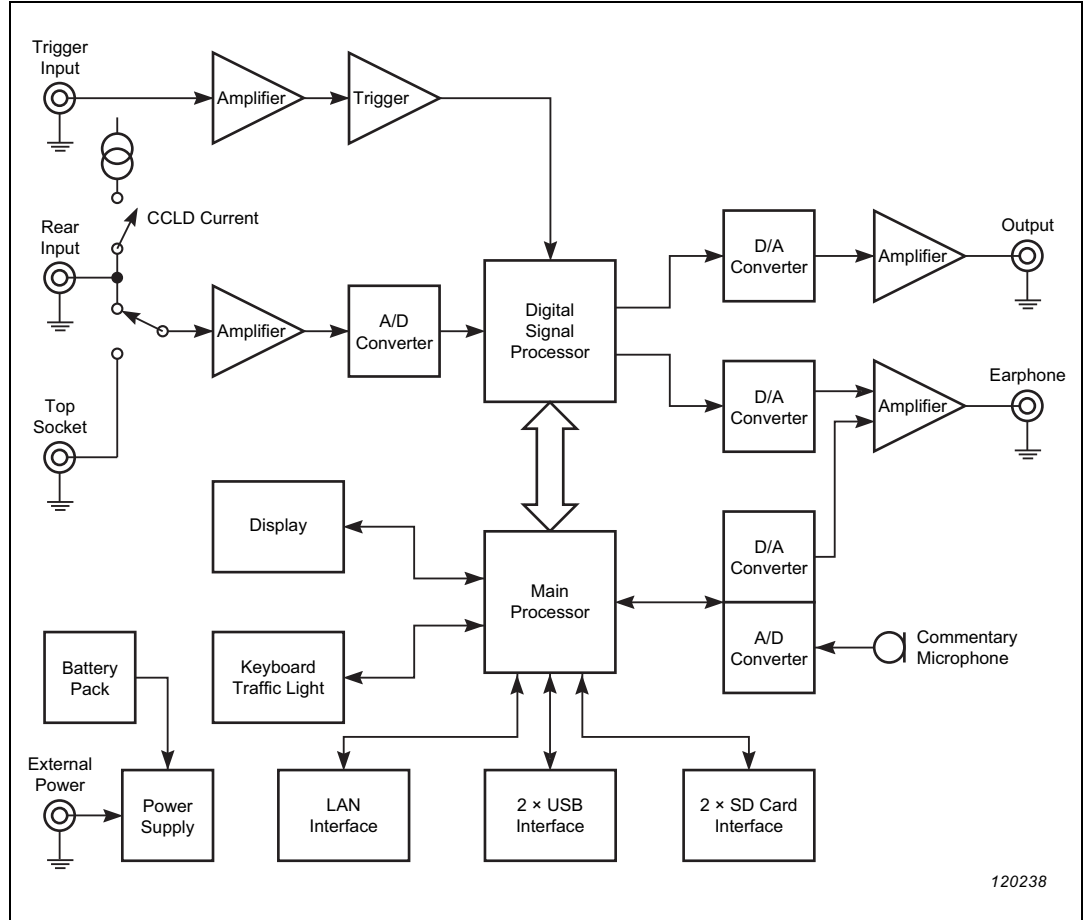 Trigger
Input
Amplifier
Trigger
CCLD Current
Rear
Input
Amplifier
A/D
Converter
Digital
Signal
Processor
D/A
Converter
Amplifier
Output
D/A
Converter
Amplifier
Earphone
Top
Socket
Display
Main
Processor
D/A
Converter
A/D
Converter
Commentary
Microphone
Keyboard
Traffic Light
Battery
Pack
External
Power
Power
Supply
LAN
Interface
2 × USB
Interface
2 × SD Card
Interface
120238